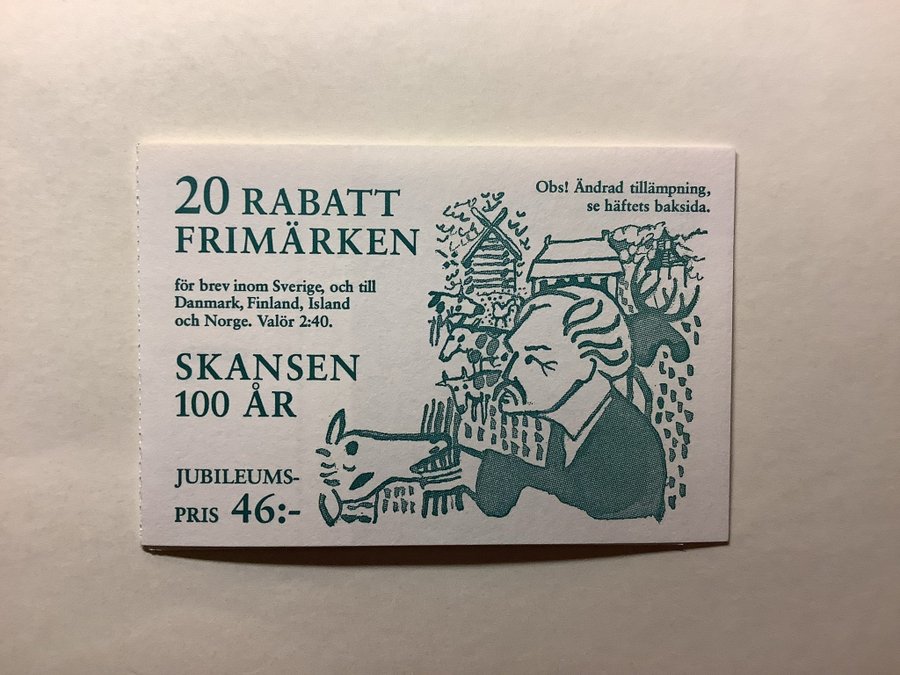 20 RABATT
FRIMÄRKEN
för brev inom Sverige, och till
Danmark, Finland, Island
och Norge. Valör 2:40.
SKANSEN
100 ÅR
JUBILEUMS-
PRIS 46:-
Obs! Ändrad tillämpning,
se häftets baksida.